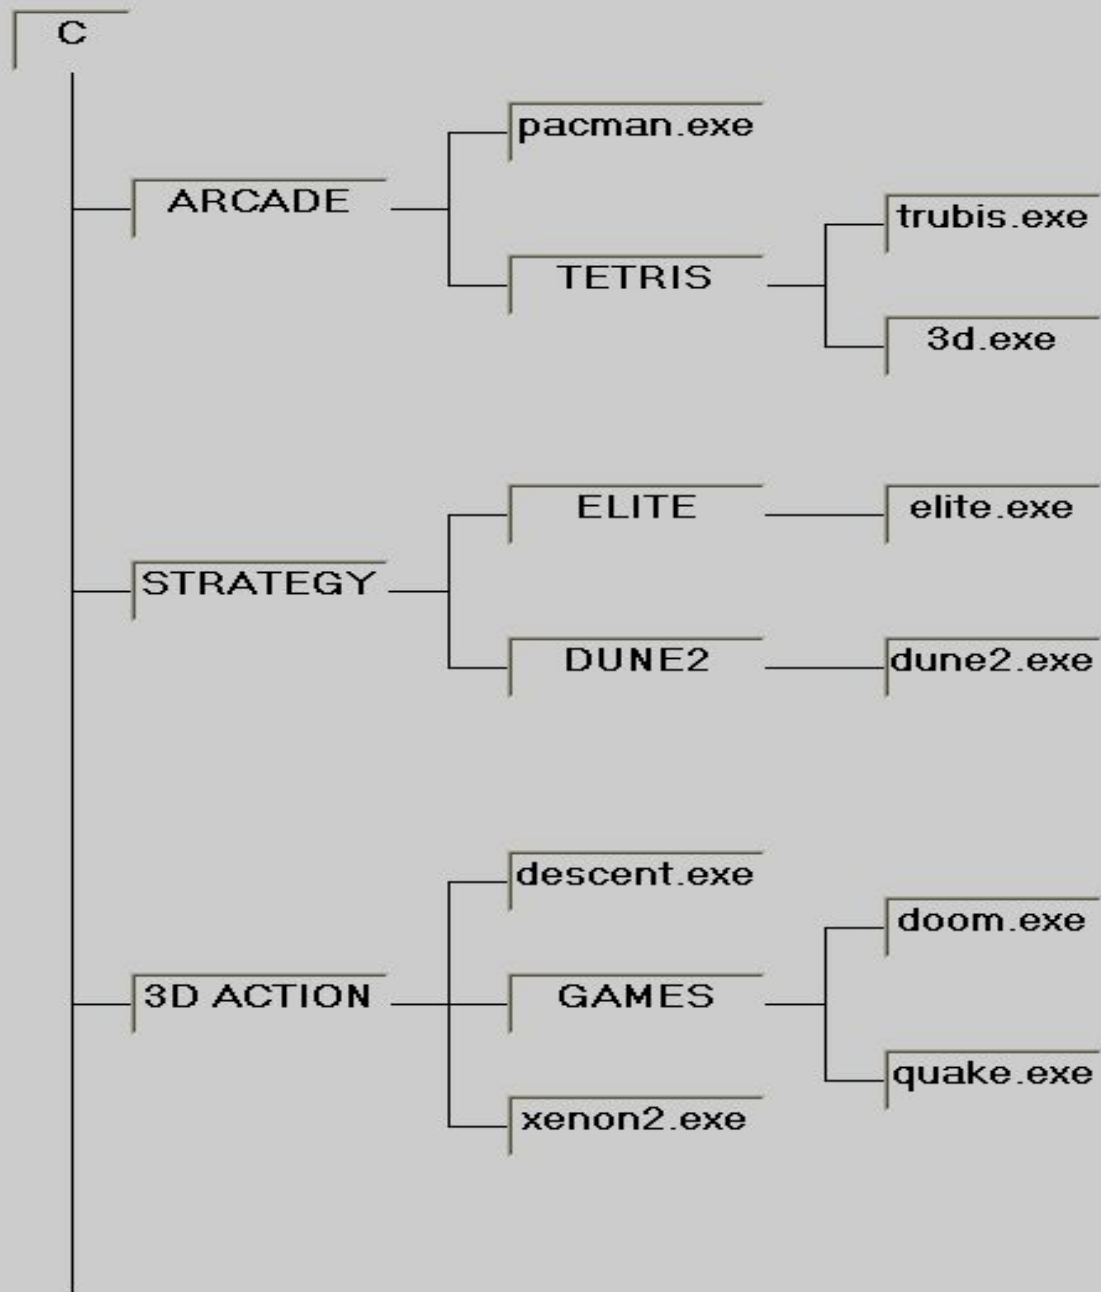 C
pacman.exe
ARCADE
trubis.exe
TETRIS
3d.exe
ELITE
elite.exe
STRATEGY
DUNE2
dune2.exe
descent.exe
doom.exe
3D ACTION
GAMES
quake.exe
xenon2.exe